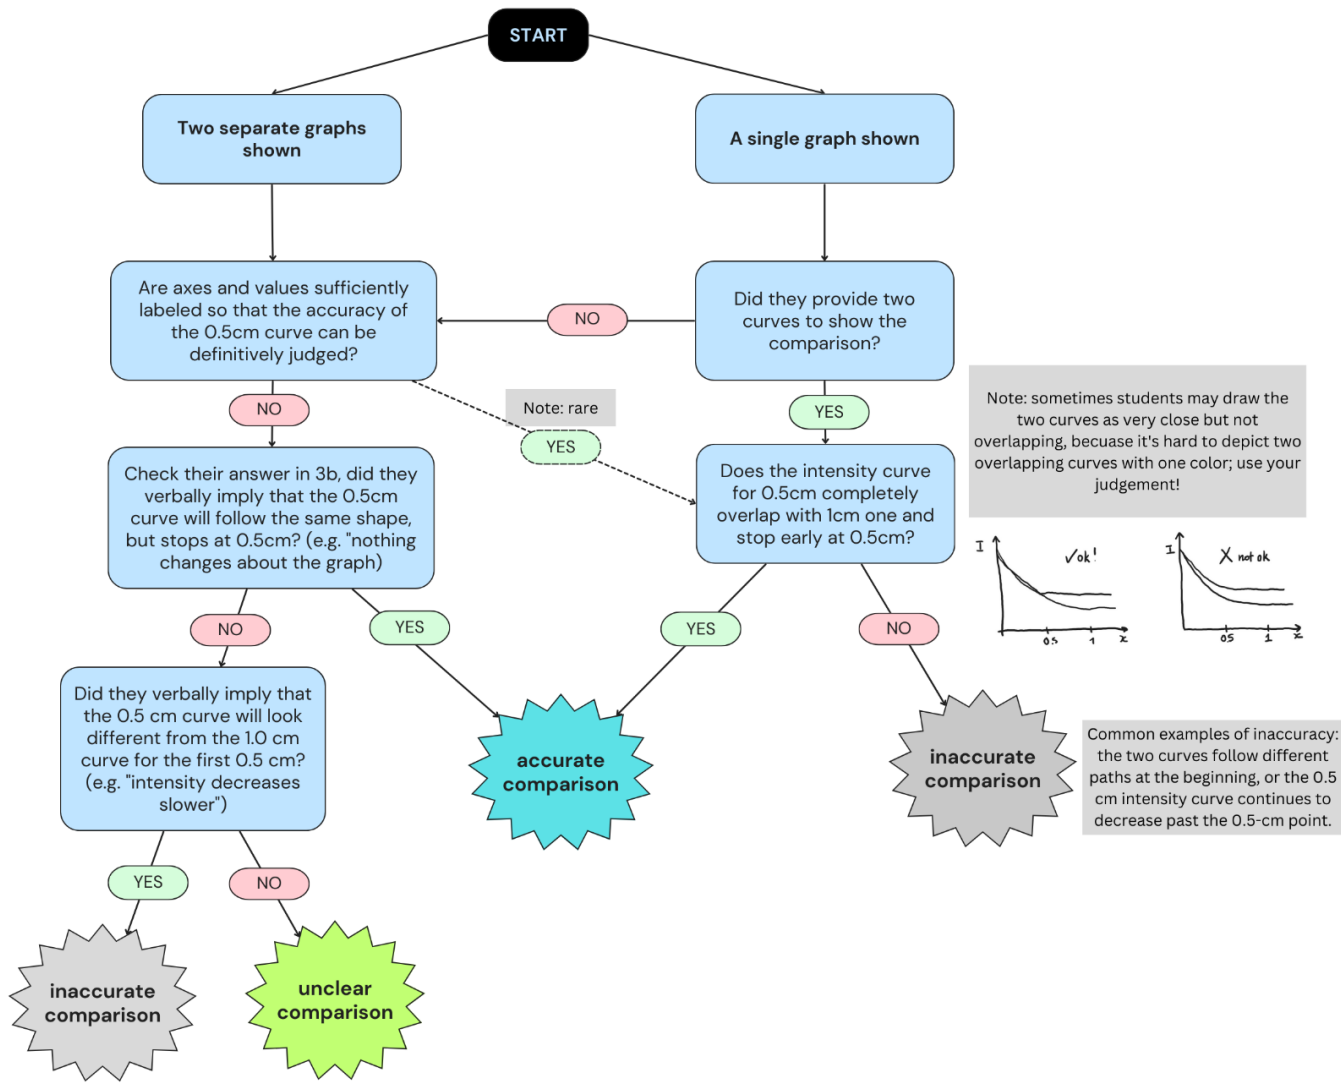 START
Two separate graphs
shown
A single graph shown
Are axes and values sufficiently
labeled so that the accuracy of
the 0.5cm curve can be
definitively judged?
NO
Did they provide two
curves to show the
comparison?
NO
Note: rare
YES
YES
Note: sometimes students may draw the
two curves as very close but not
overlapping, becuase it's hard to depict two
overlapping curves with one color; use your
judgement!
Check their answer in 3b, did they
verbally imply that the 0.5cm
curve will follow the same shape,
but stops at 0.5cm? (e.g. "nothing
changes about the graph)
Does the intensity curve
for 0.5cm completely
overlap with 1cm one and
stop early at 0.5cm?
I
✓ok!
0.5
1
x
I
X not ok
0.5
1
x
NO
YES
YES
NO
Did they verbally imply that
the 0.5 cm curve will look
different from the 1.0 cm
curve for the first 0.5 cm?
(e.g. "intensity decreases
slower")
accurate
comparison
inaccurate
comparison
Common examples of inaccuracy:
the two curves follow different
paths at the beginning, or the 0.5
cm intensity curve continues to
decrease past the 0.5-cm point.
YES
NO
inaccurate
comparison
unclear
comparison